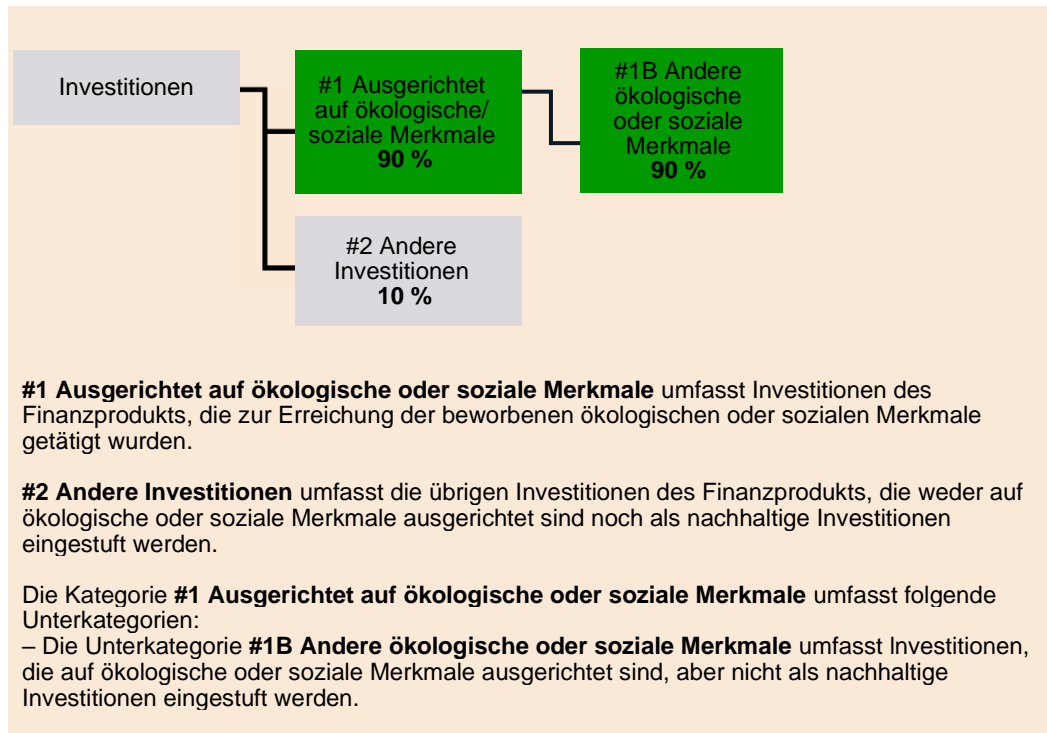 Investitionen
#1 Ausgerichtet
auf ökologische/
soziale Merkmale
90 %
#1B Andere
ökologische
oder soziale
Merkmale
90 %
#2 Andere
Investitionen
10 %
#1 Ausgerichtet auf ökologische oder soziale Merkmale umfasst Investitionen des
Finanzprodukts, die zur Erreichung der beworbenen ökologischen oder sozialen Merkmale
getätigt wurden.
#2 Andere Investitionen umfasst die übrigen Investitionen des Finanzprodukts, die weder auf
ökologische oder soziale Merkmale ausgerichtet sind noch als nachhaltige Investitionen
eingestuft werden.
Die Kategorie #1 Ausgerichtet auf ökologische oder soziale Merkmale umfasst folgende
Unterkategorien:
– Die Unterkategorie #1B Andere ökologische oder soziale Merkmale umfasst Investitionen,
die auf ökologische oder soziale Merkmale ausgerichtet sind, aber nicht als nachhaltige
Investitionen eingestuft werden.